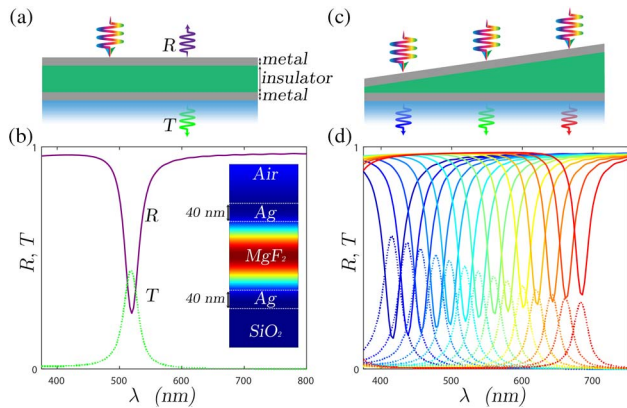 (a)
R
metal
insulator
metal
T
(c)
(b)
1
R, T
0
R
T
Air
40 nm
Ag
MgF₂
40 nm
Ag
SiO₂
400 500 600 700 800
λ (nm)
(d)
1
R, T
0
400 500 600 700
λ (nm)